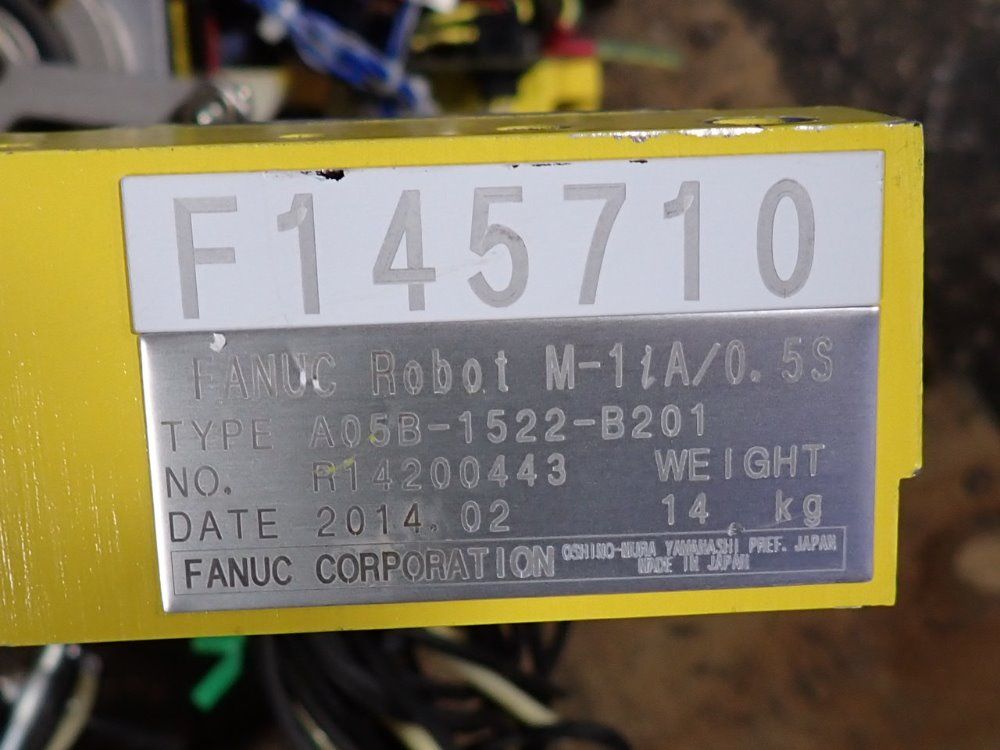 F145710
FANUC Robot M-1iA/0.5S
TYPE A05B-1522-B201
NO. R14200443 WEIGHT
DATE 2014.02 14 kg
FANUC CORPORATION OSHINO-MURA YAMANASHI PREF. JAPAN
MADE IN JAPAN